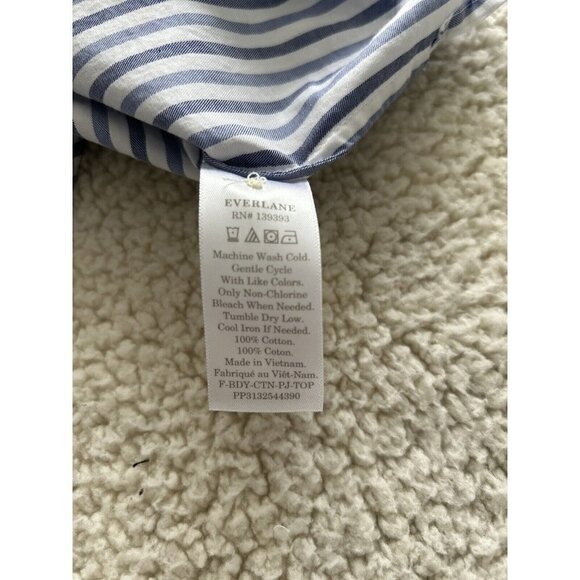 EVERLANE
RN# 139393
Machine Wash Cold.
Gentle Cycle
With Like Colors.
Only Non-Chlorine
Bleach When Needed.
Tumble Dry Low.
Cool Iron If Needed.
100% Cotton.
100% Coton.
Made in Vietnam.
Fabriqué au Viêt-Nam.
F-BDY-CTN-PJ-TOP
PP3132544390